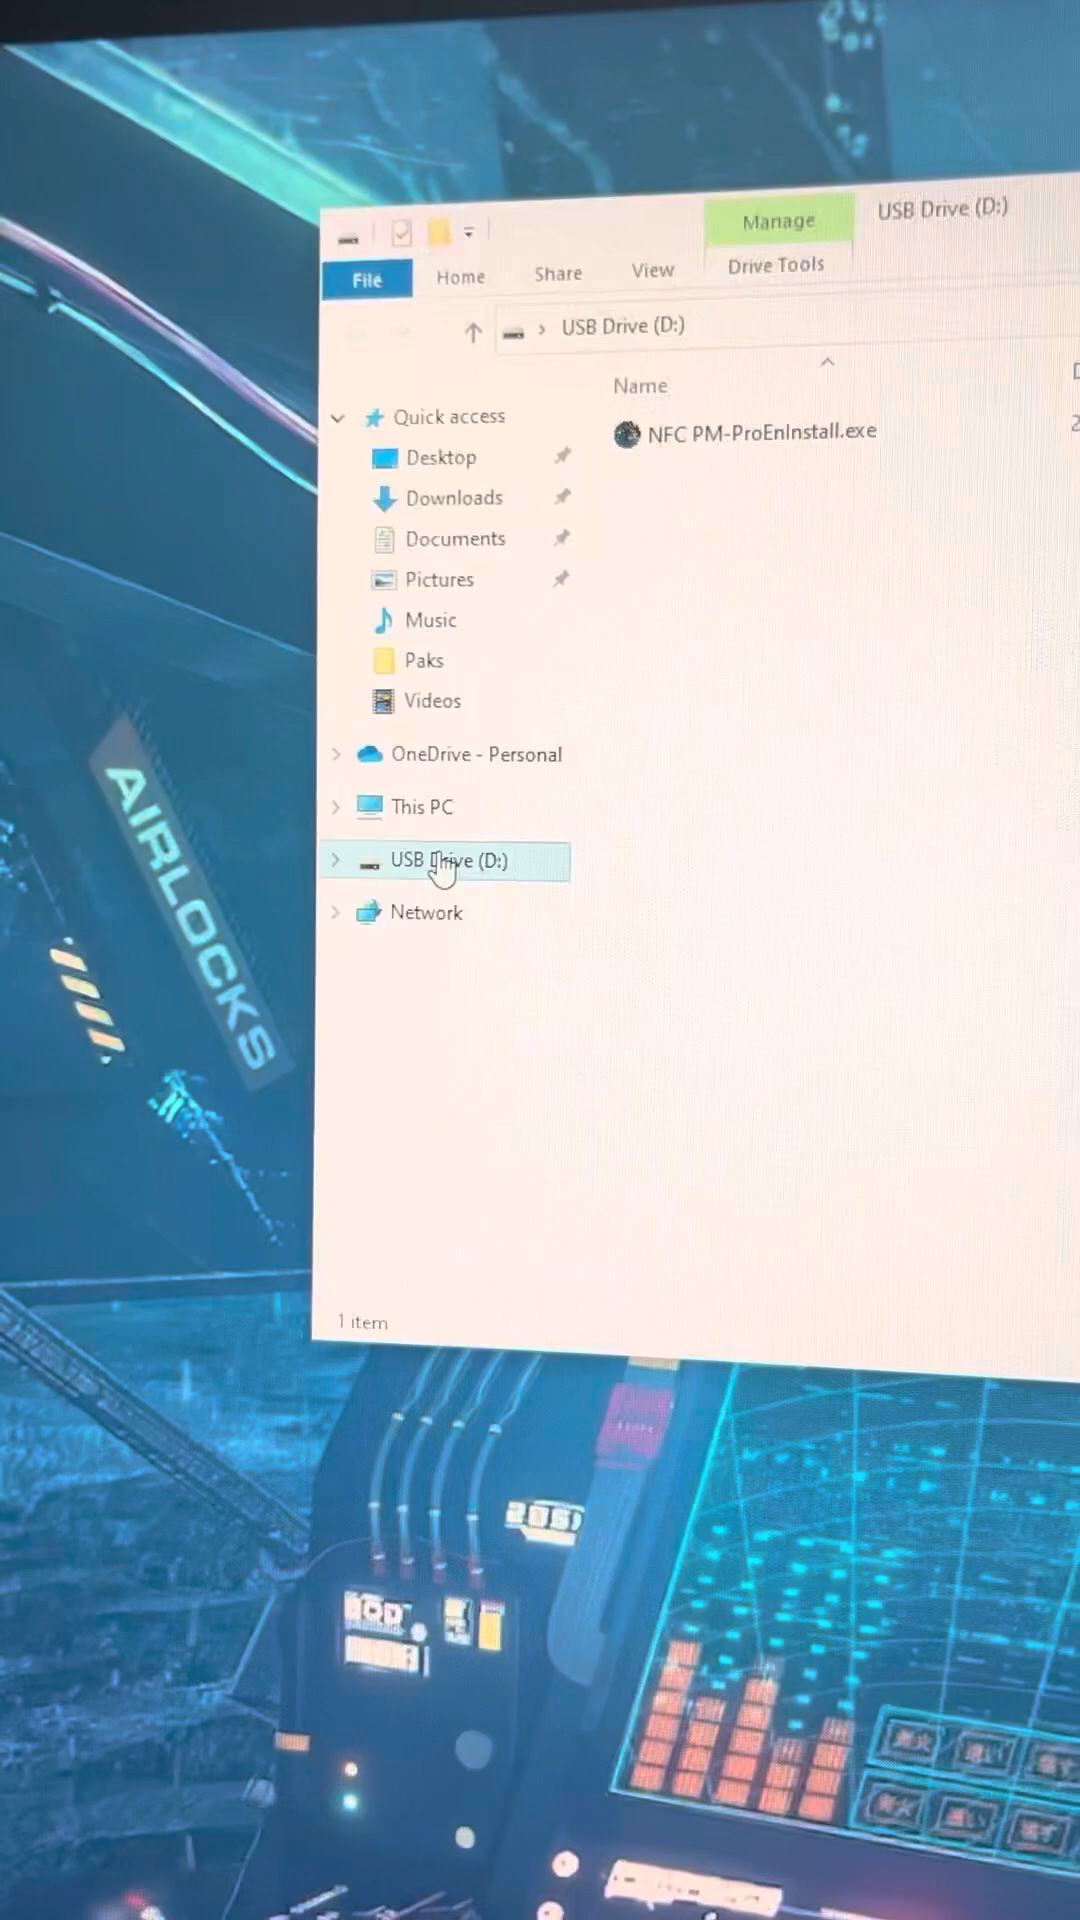 Manage
USB Drive (D:)
File
Home
Share
View
Drive Tools
USB Drive (D:)
Name
Quick access
NFC PM-ProEnInstall.exe
Desktop
Downloads
Documents
Pictures
Music
Paks
Videos
OneDrive - Personal
This PC
USB Drive (D:)
Network
AIRLOCKS
1 item